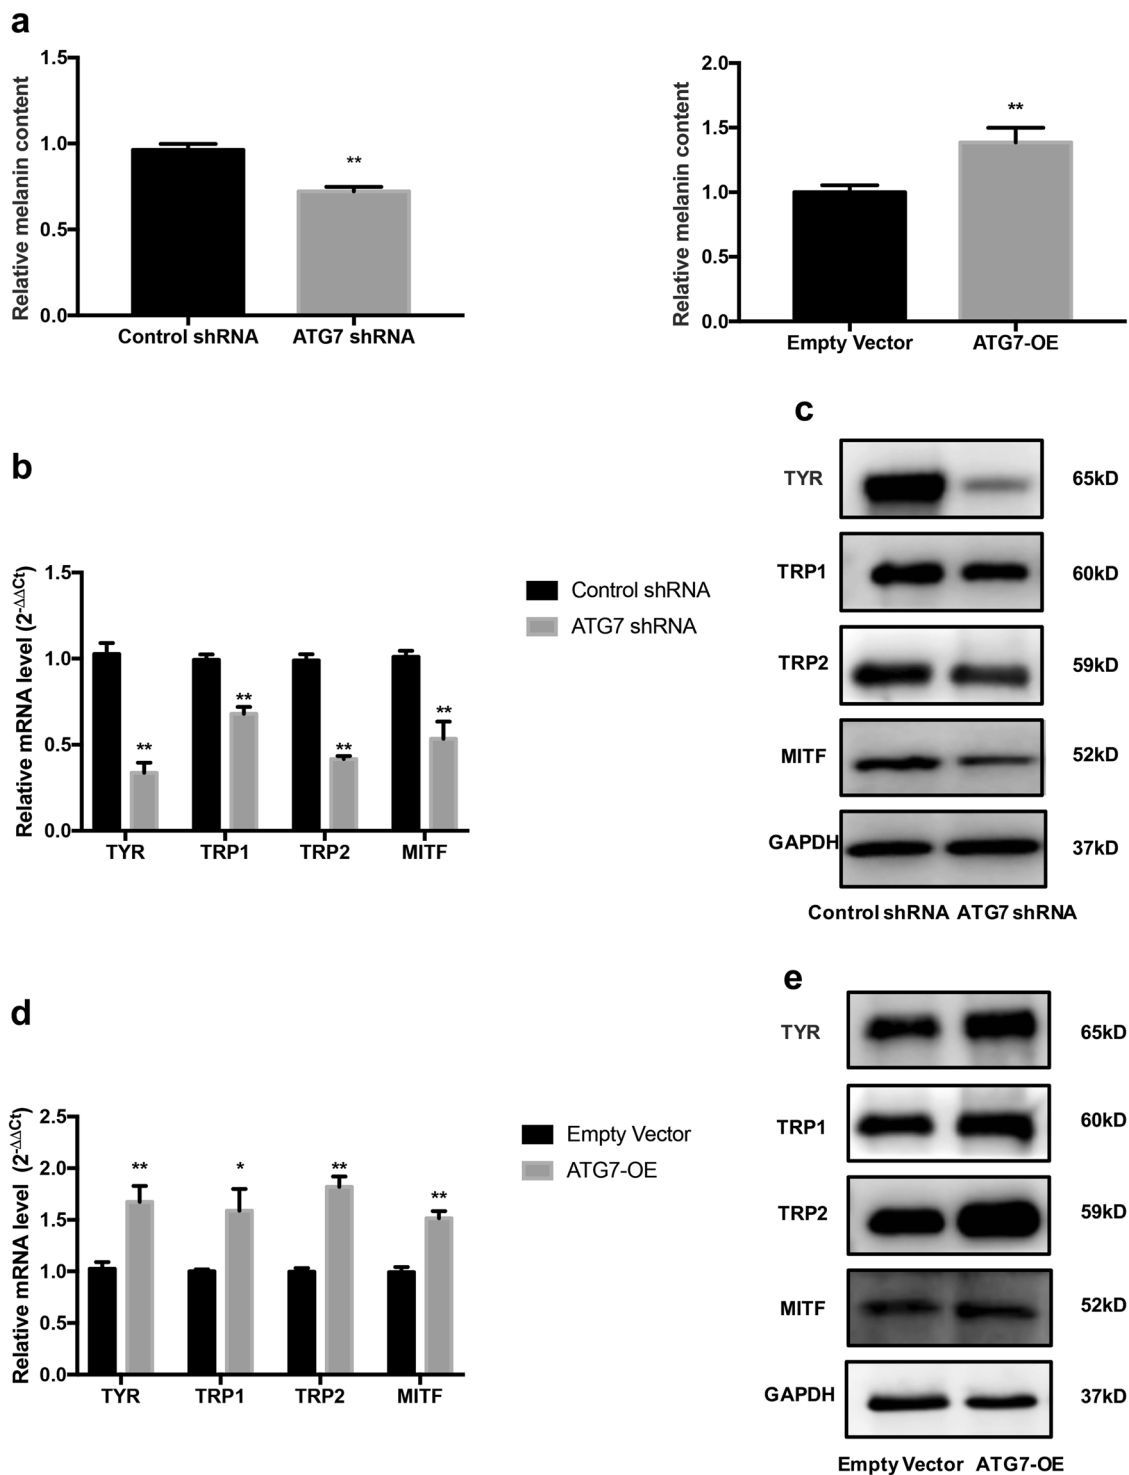 a
1.5
1.0
0.5
0.0
Relative melanin content
**
Control shRNA
ATG7 shRNA
2.0
1.5
1.0
0.5
0.0
Relative melanin content
**
Empty Vector
ATG7-OE
b
1.5
1.0
0.5
0.0
Relative mRNA level (2-ΔΔCt)
**
**
**
**
TYR
TRP1
TRP2
MITF
Control shRNA
ATG7 shRNA
c
TYR 65kD
TRP1 60kD
TRP2 59kD
MITF 52kD
GAPDH 37kD
Control shRNA ATG7 shRNA
d
2.5
2.0
1.5
1.0
0.5
0.0
Relative mRNA level (2-ΔΔCt)
**
*
**
**
TYR
TRP1
TRP2
MITF
Empty Vector
ATG7-OE
e
TYR 65kD
TRP1 60kD
TRP2 59kD
MITF 52kD
GAPDH 37kD
Empty Vector ATG7-OE